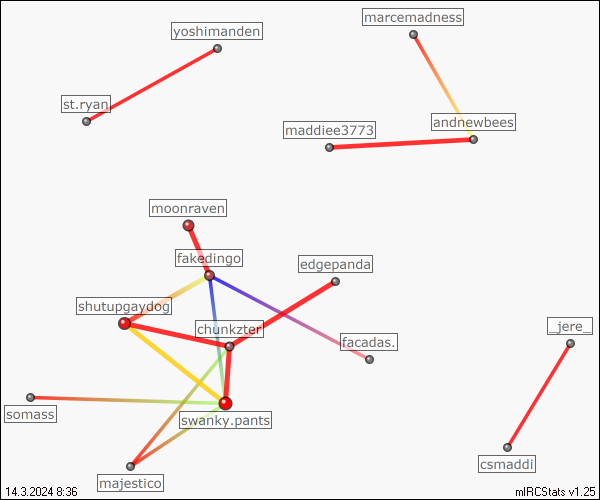 marcemadness
yoshimanden
st.ryan
andnewbees
maddiee3773
moonraven
fakedingo
edgepanda
shutupgaydog
chunkzter
_jere_
facadas.
somass
swanky.pants
csmaddi
majestico
14.3.2024 8:36
mIRCStats v1.25